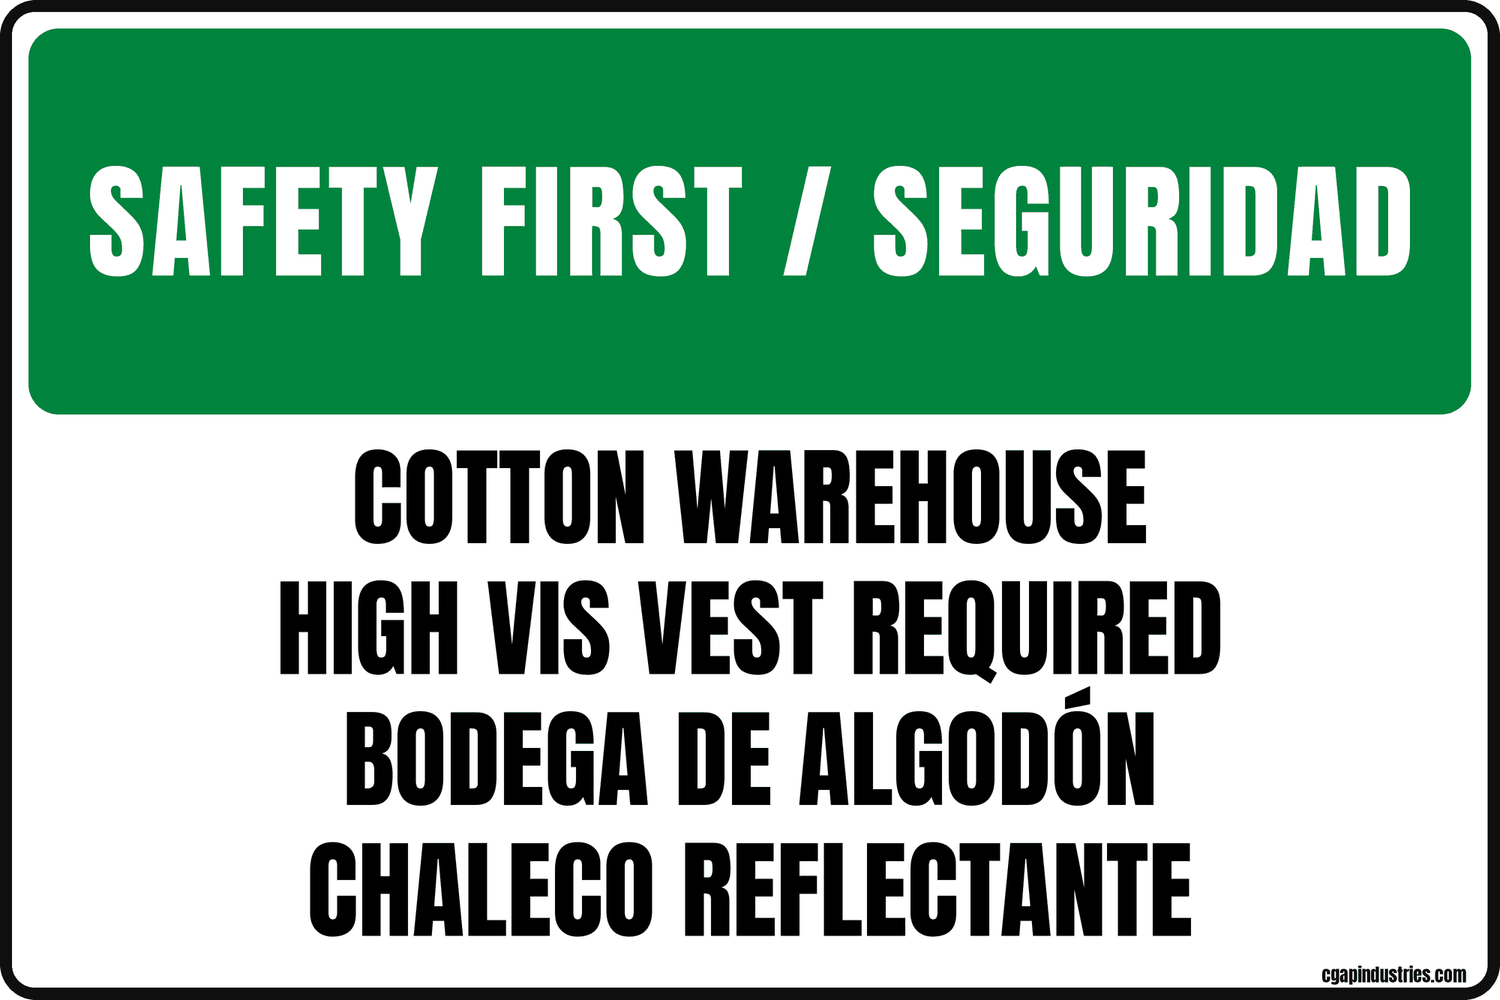 SAFETY FIRST / SEGURIDAD
COTTON WAREHOUSE
HIGH VIS VEST REQUIRED
BODEGA DE ALGODÓN
CHALECO REFLECTANTE
cgapindustries.com